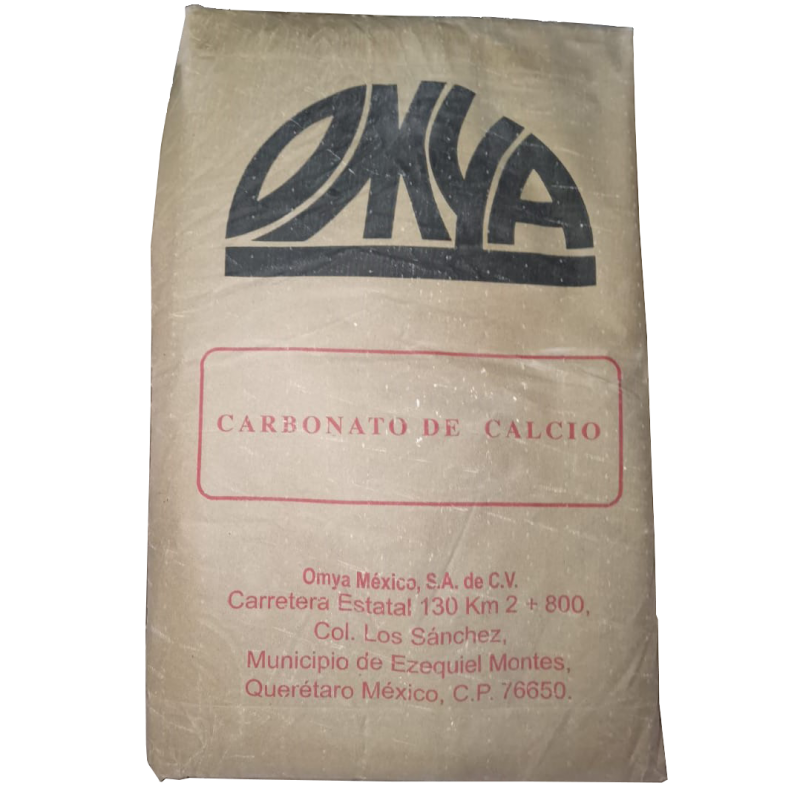 OMYA
CARBONATO DE CALCIO
Omya México, S.A. de C.V.
Carretera Estatal 130 Km 2 + 800,
Col. Los Sánchez,
Municipio de Ezequiel Montes,
Querétaro México, C.P. 76650.